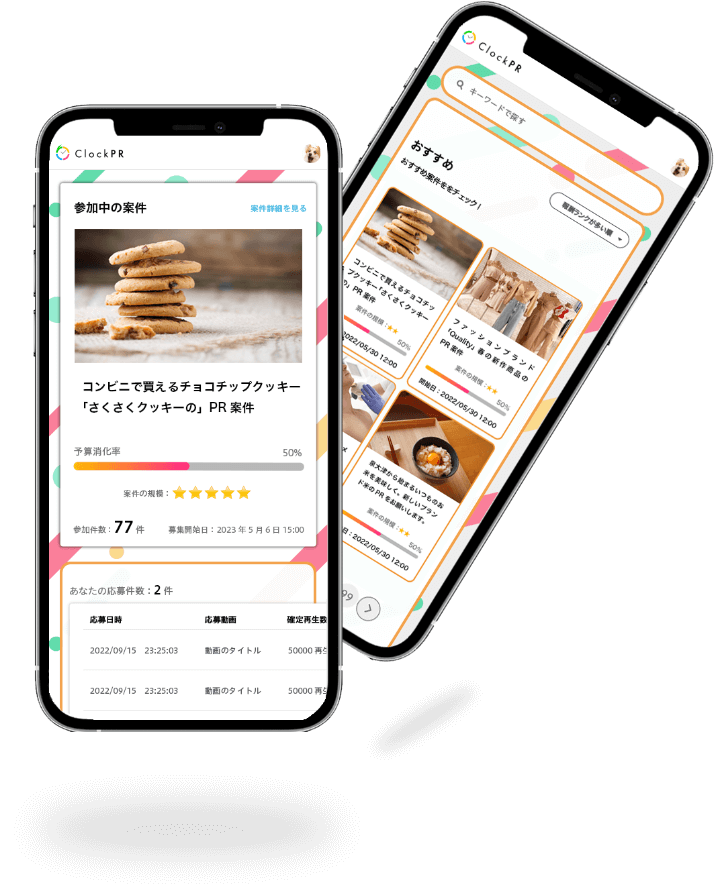 ClockPR
参加中の案件
案件詳細を見る
コンビニで買えるチョコチップクッキー
「さくさくクッキーの」PR 案件
予算消化率
50%
案件の規模：
参加件数：77 件
募集開始日：2023 年 5 月 6 日 15:00
あなたの応募件数：2 件
応募日時
応募動画
確定再生数
2022/09/15 23:25:03
動画のタイトル
50000 再生
2022/09/15 23:25:03
動画のタイトル
50000 再生
ClockPR
キーワードで探す
おすすめ
おすすめ案件ををチェック！
報酬ランクが多い順
コンビニで買えるチョコチッ
プクッキー「さくさくクッキーの
PR 案件
案件の規模：
50%
2022/05/30 12:00
ファッションブランド
「Quality」春の新作商品の
PR 案件
案件の規模：
50%
開始日：2022/05/30 12:00
泉大津から始まるいつものお
米を美味しく。新しいブラン
ド米の PR をお願いします。
案件の規模：
50%
日：2022/05/30 12:00
99